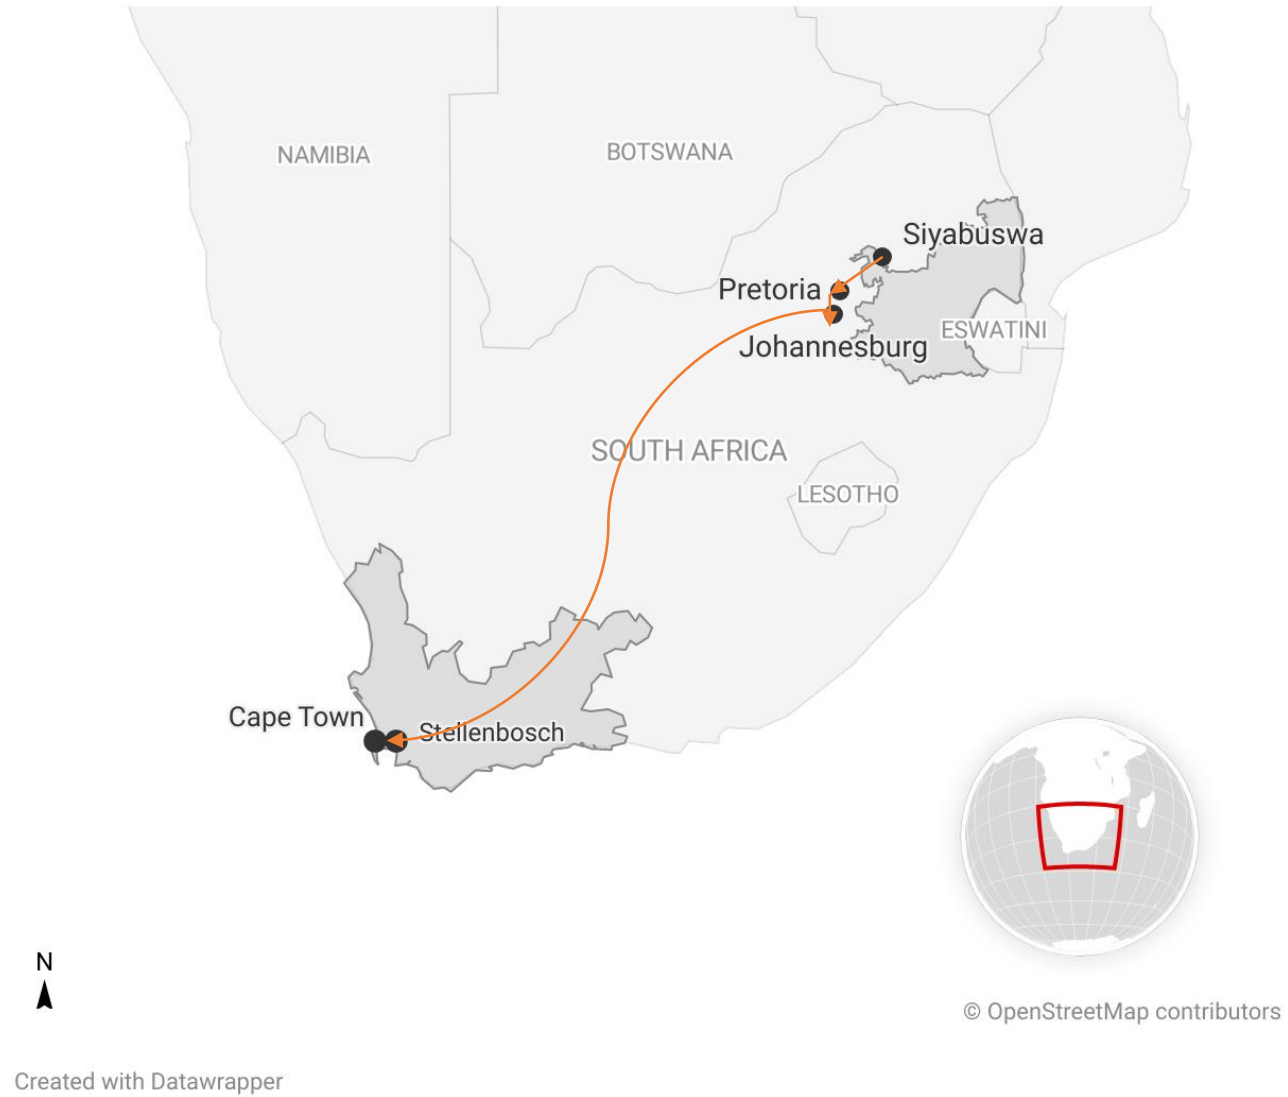 NAMIBIA
BOTSWANA
Siyabuswa
Pretoria
ESWATINI
Johannesburg
SOUTH AFRICA
LESOTHO
Cape Town
Stellenbosch
N
© OpenStreetMap contributors
Created with Datawrapper